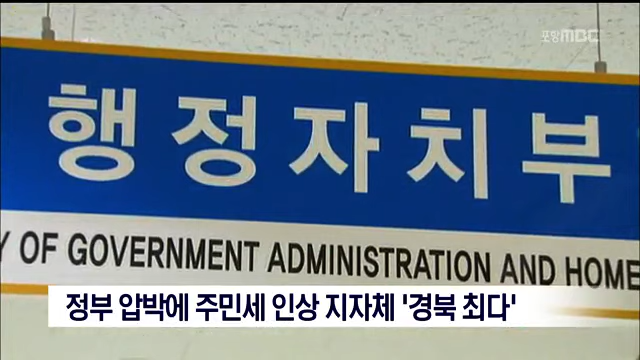 포항MBC
행정자치부
Y OF GOVERNMENT ADMINISTRATION AND HOME
정부 압박에 주민세 인상 지자체 '경북 최다'